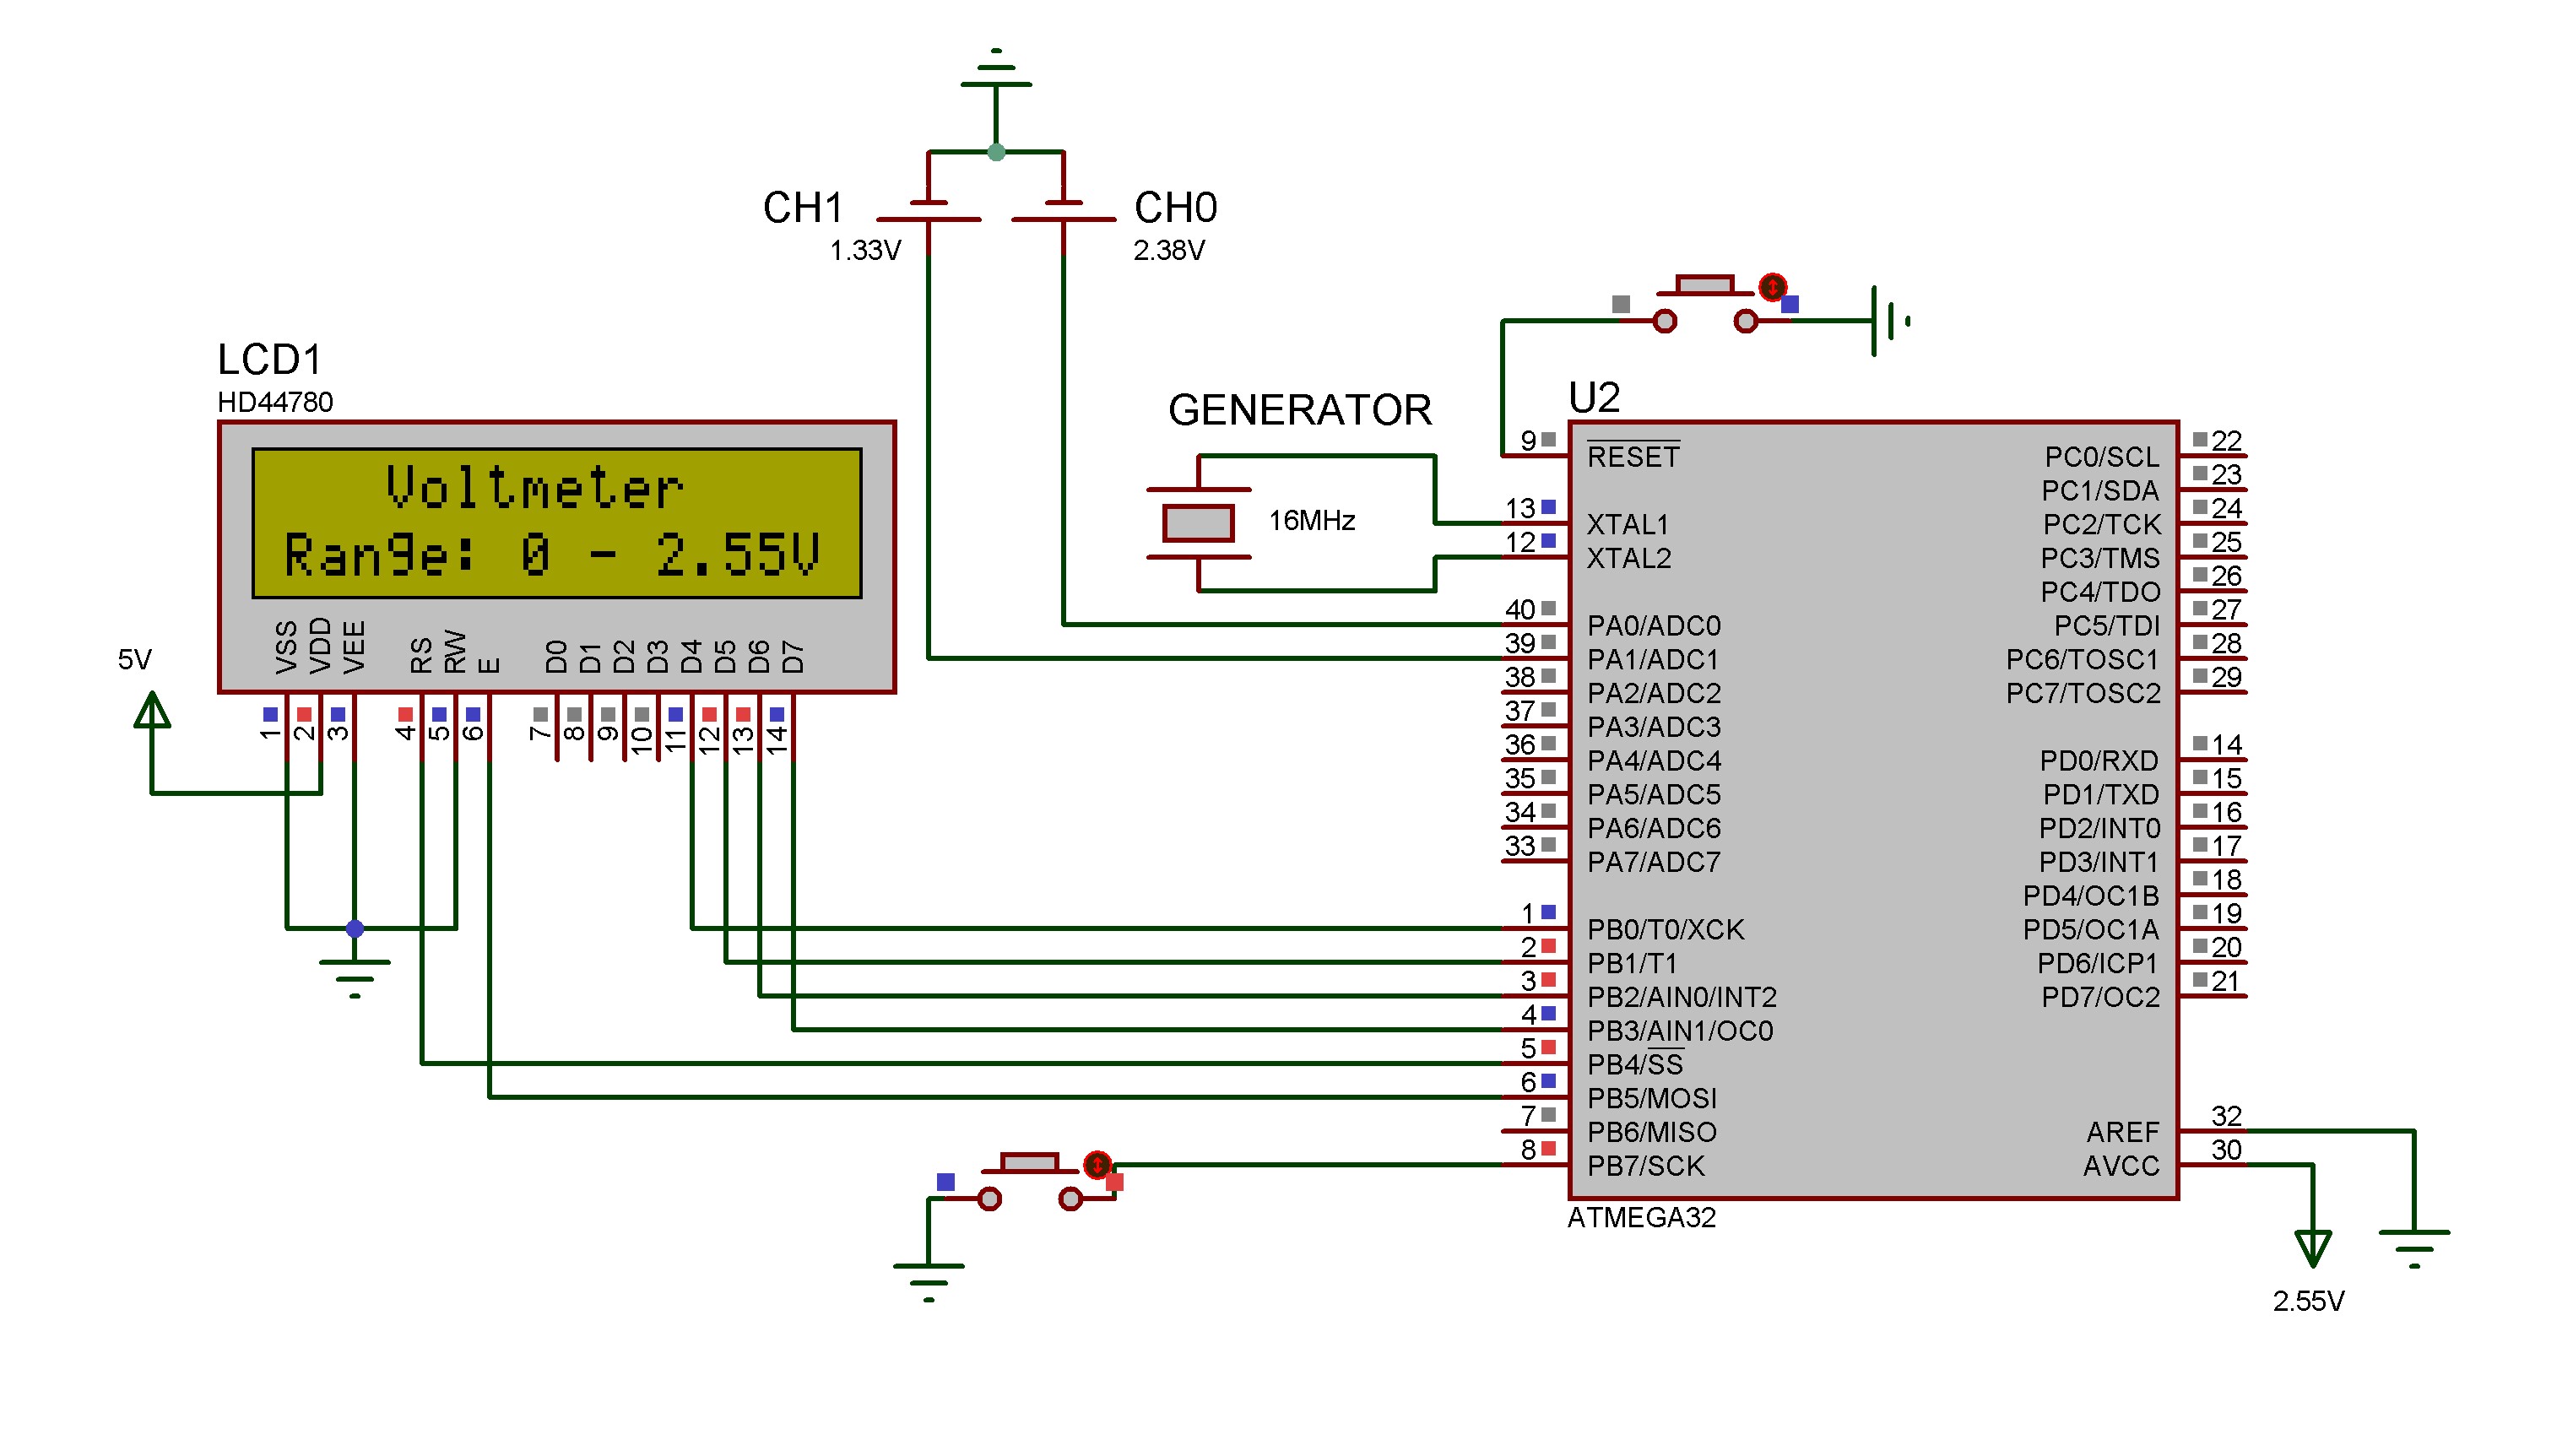 CH1
1.33V
CH0
2.38V
LCD1
HD44780
Voltmeter
Range: 0 - 2.55V
VSS
VDD
VEE
RS
RW
E
D0
D1
D2
D3
D4
D5
D6
D7
1
2
3
4
5
6
7
8
9
10
11
12
13
14
5V
GENERATOR
16MHz
U2
9 RESET
13 XTAL1
12 XTAL2
40 PA0/ADC0
39 PA1/ADC1
38 PA2/ADC2
37 PA3/ADC3
36 PA4/ADC4
35 PA5/ADC5
34 PA6/ADC6
33 PA7/ADC7
1 PB0/T0/XCK
2 PB1/T1
3 PB2/AIN0/INT2
4 PB3/AIN1/OC0
5 PB4/SS
6 PB5/MOSI
7 PB6/MISO
8 PB7/SCK
PC0/SCL 22
PC1/SDA 23
PC2/TCK 24
PC3/TMS 25
PC4/TDO 26
PC5/TDI 27
PC6/TOSC1 28
PC7/TOSC2 29
PD0/RXD 14
PD1/TXD 15
PD2/INT0 16
PD3/INT1 17
PD4/OC1B 18
PD5/OC1A 19
PD6/ICP1 20
PD7/OC2 21
AREF 32
AVCC 30
ATMEGA32
2.55V